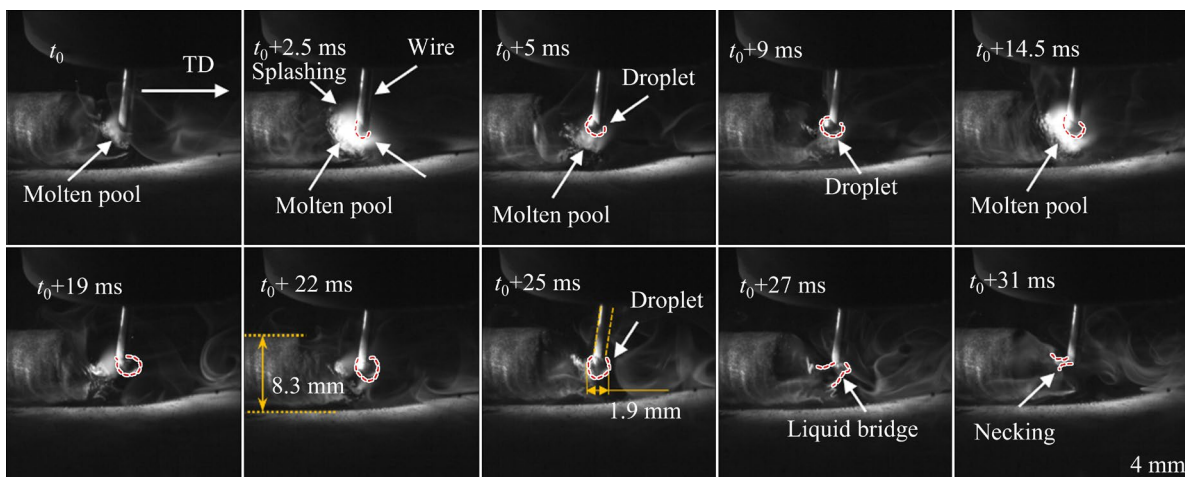 t0
TD
Molten pool
t0+2.5 ms
Splashing
Wire
Molten pool
t0+5 ms
Droplet
Molten pool
t0+9 ms
Droplet
t0+14.5 ms
Molten pool
t0+19 ms
t0+ 22 ms
8.3 mm
t0+25 ms
Droplet
1.9 mm
t0+27 ms
Liquid bridge
t0+31 ms
Necking
4 mm